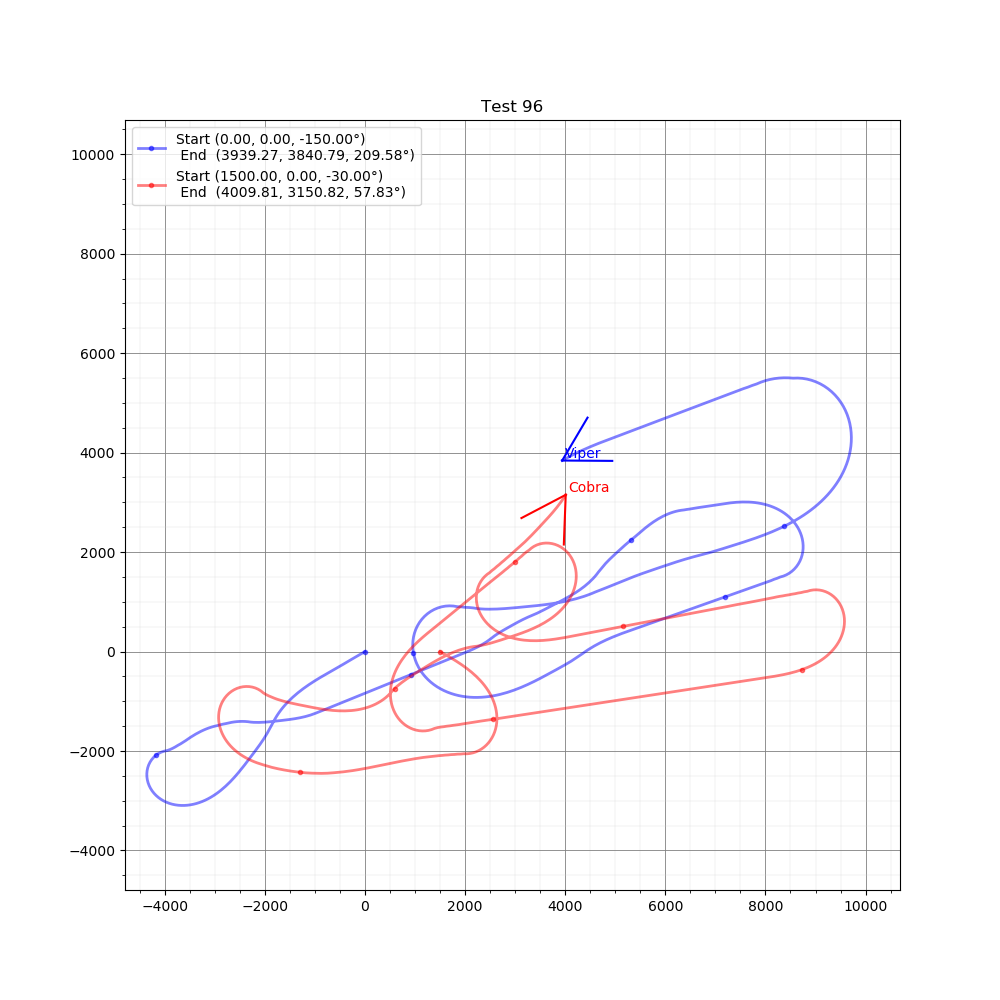 Test 96
Start (0.00, 0.00, -150.00°)
End  (3939.27, 3840.79, 209.58°)
Start (1500.00, 0.00, -30.00°)
End  (4009.81, 3150.82, 57.83°)
10000
8000
6000
4000
2000
0
−2000
−4000
Viper
Cobra
−4000 −2000 0 2000 4000 6000 8000 10000